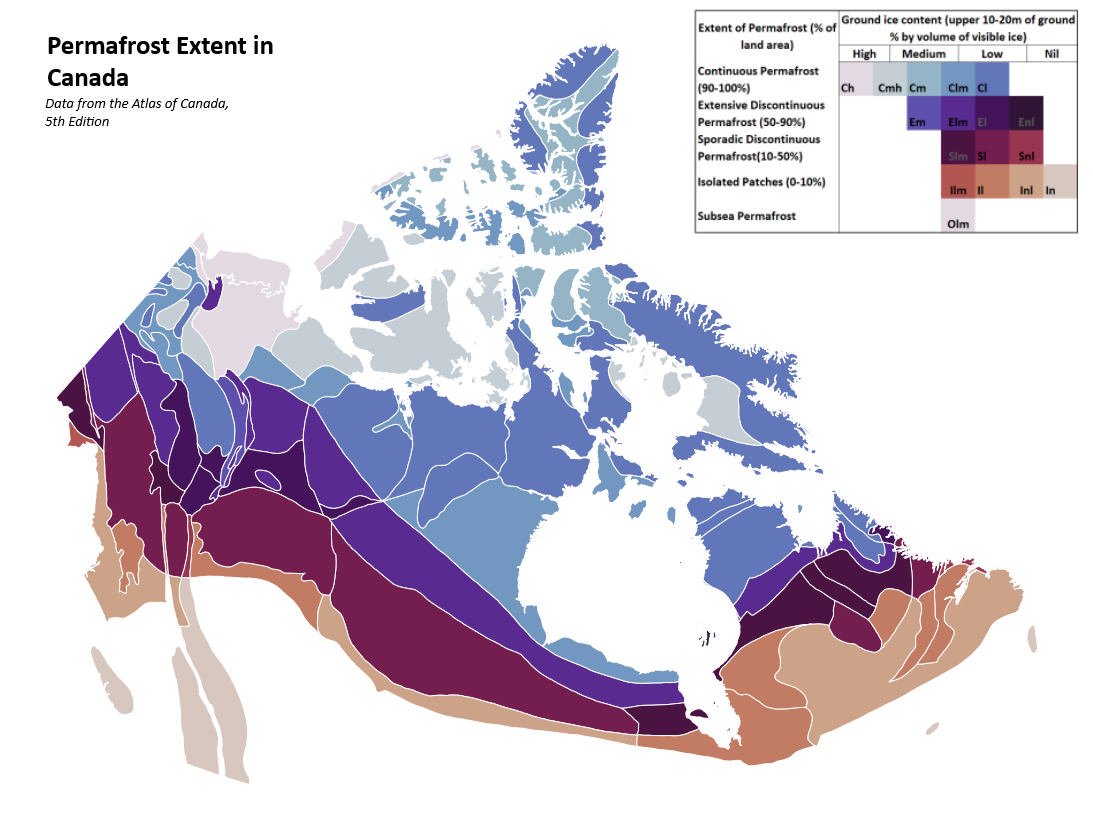 Permafrost Extent in
Canada
Data from the Atlas of Canada,
5th Edition
Extent of Permafrost (% of
land area)
Ground ice content (upper 10-20m of ground
% by volume of visible ice)
High Medium Low Nil
Continuous Permafrost
(90-100%)
Ch Cmh Cm Clm Cl
Extensive Discontinuous
Permafrost (50-90%)
Em Elm El Enl
Sporadic Discontinuous
Permafrost(10-50%)
Slm Sl Snl
Isolated Patches (0-10%)
Ilm Il Inl In
Subsea Permafrost
Olm